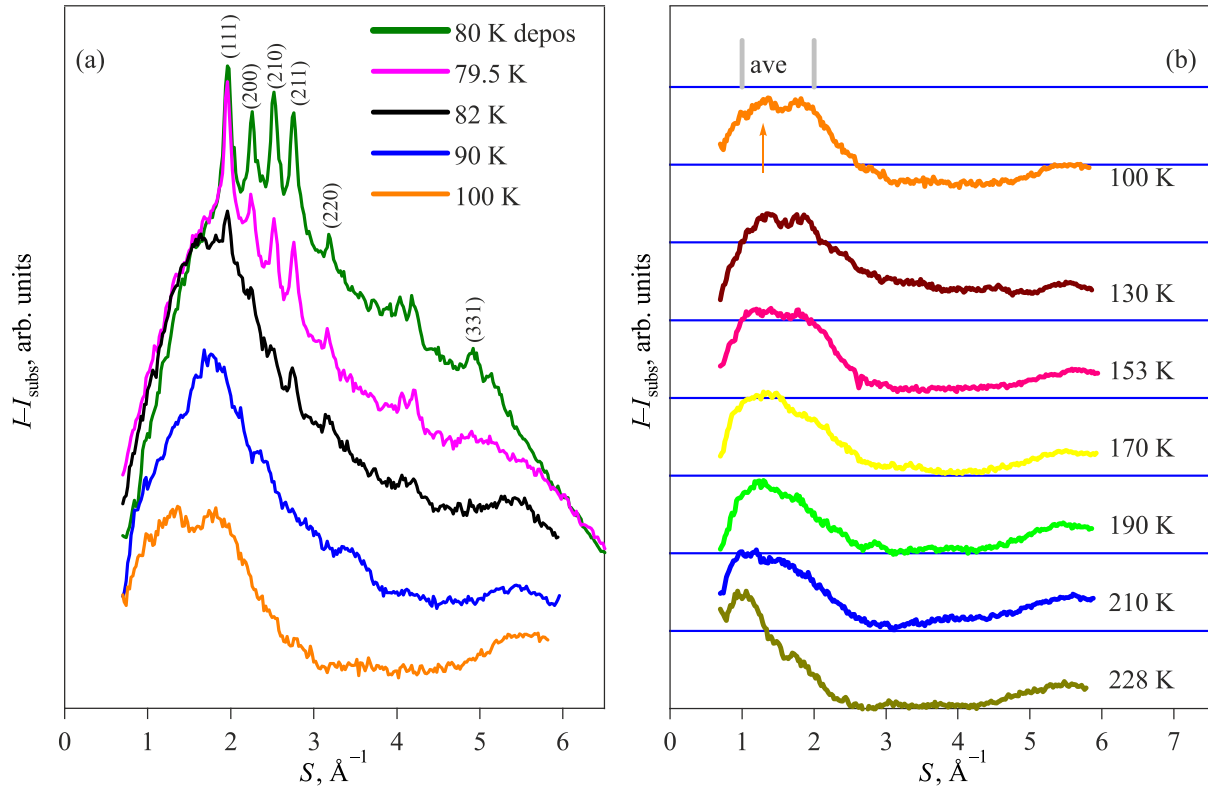 (a)
(111)
(200)
(210)
(211)
(220)
(331)
80 K depos
79.5 K
82 K
90 K
100 K
I–Isubs, arb. units
0 1 2 3 4 5 6
S, Å–1
(b)
ave
100 K
130 K
153 K
170 K
190 K
210 K
228 K
I–Isubs, arb. units
0 1 2 3 4 5 6 7
S, Å–1